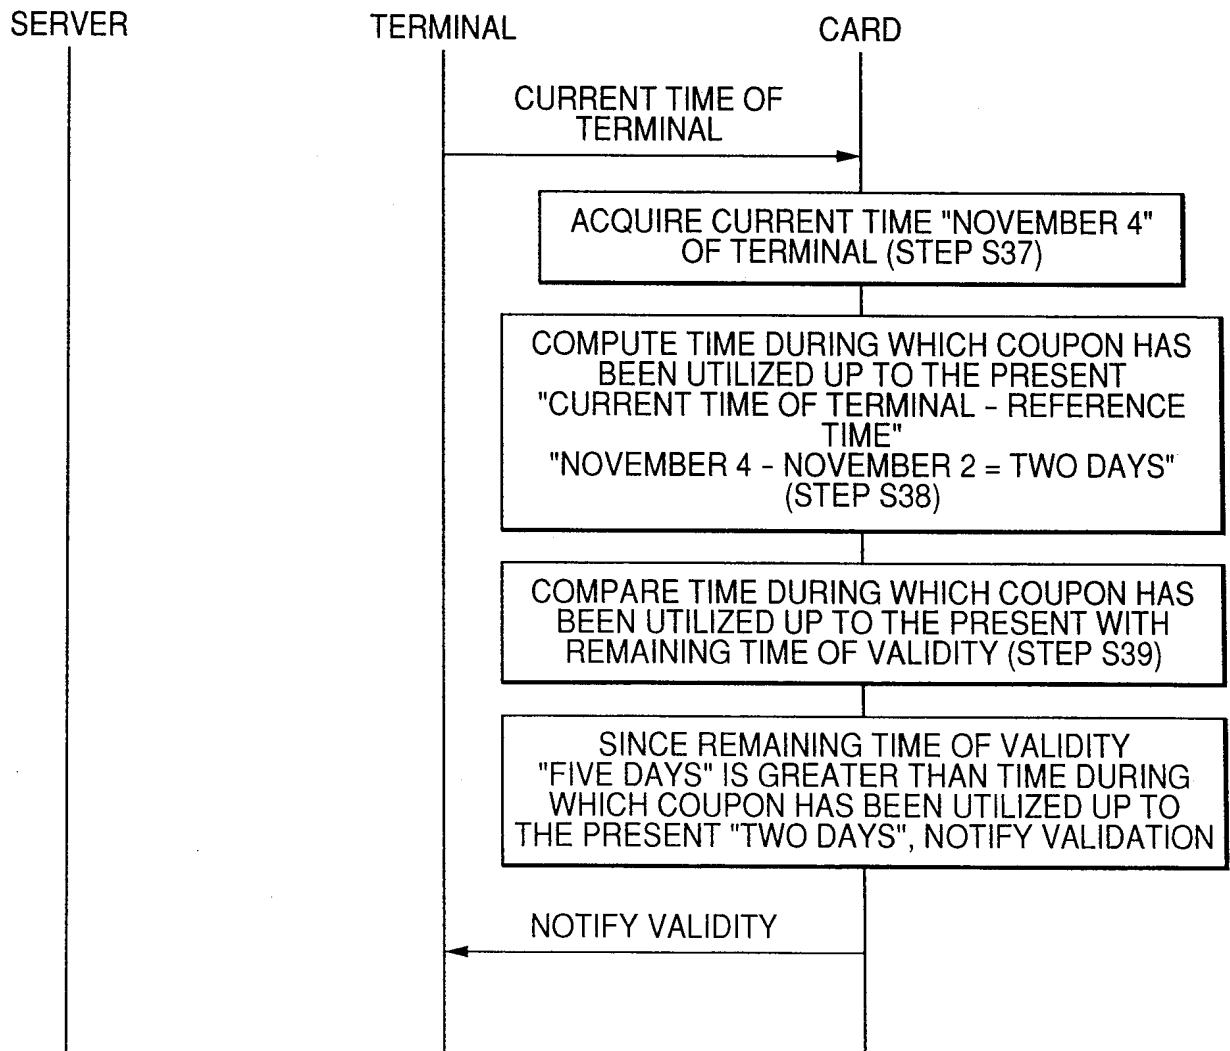 SERVER
TERMINAL
CARD
CURRENT TIME OF
TERMINAL
ACQUIRE CURRENT TIME "NOVEMBER 4"
OF TERMINAL (STEP S37)
COMPUTE TIME DURING WHICH COUPON HAS
BEEN UTILIZED UP TO THE PRESENT
"CURRENT TIME OF TERMINAL – REFERENCE
TIME"
"NOVEMBER 4 – NOVEMBER 2 = TWO DAYS"
(STEP S38)
COMPARE TIME DURING WHICH COUPON HAS
BEEN UTILIZED UP TO THE PRESENT WITH
REMAINING TIME OF VALIDITY (STEP S39)
SINCE REMAINING TIME OF VALIDITY
"FIVE DAYS" IS GREATER THAN TIME DURING
WHICH COUPON HAS BEEN UTILIZED UP TO
THE PRESENT "TWO DAYS", NOTIFY VALIDATION
NOTIFY VALIDITY